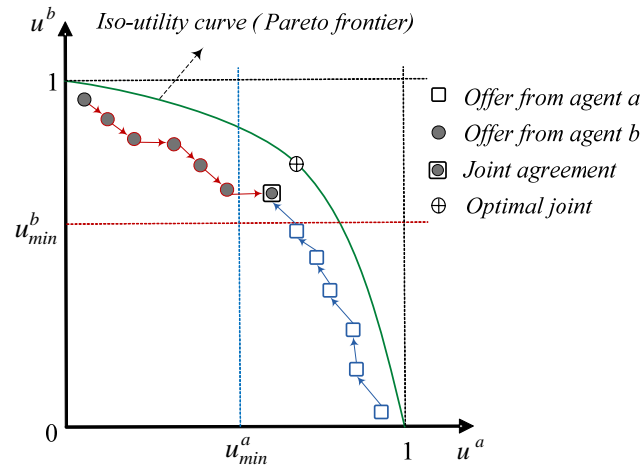 u^b
Iso-utility curve ( Pareto frontier)
1
Offer from agent a
Offer from agent b
Joint agreement
Optimal joint
u^b_min
0
u^a_min
1
u^a